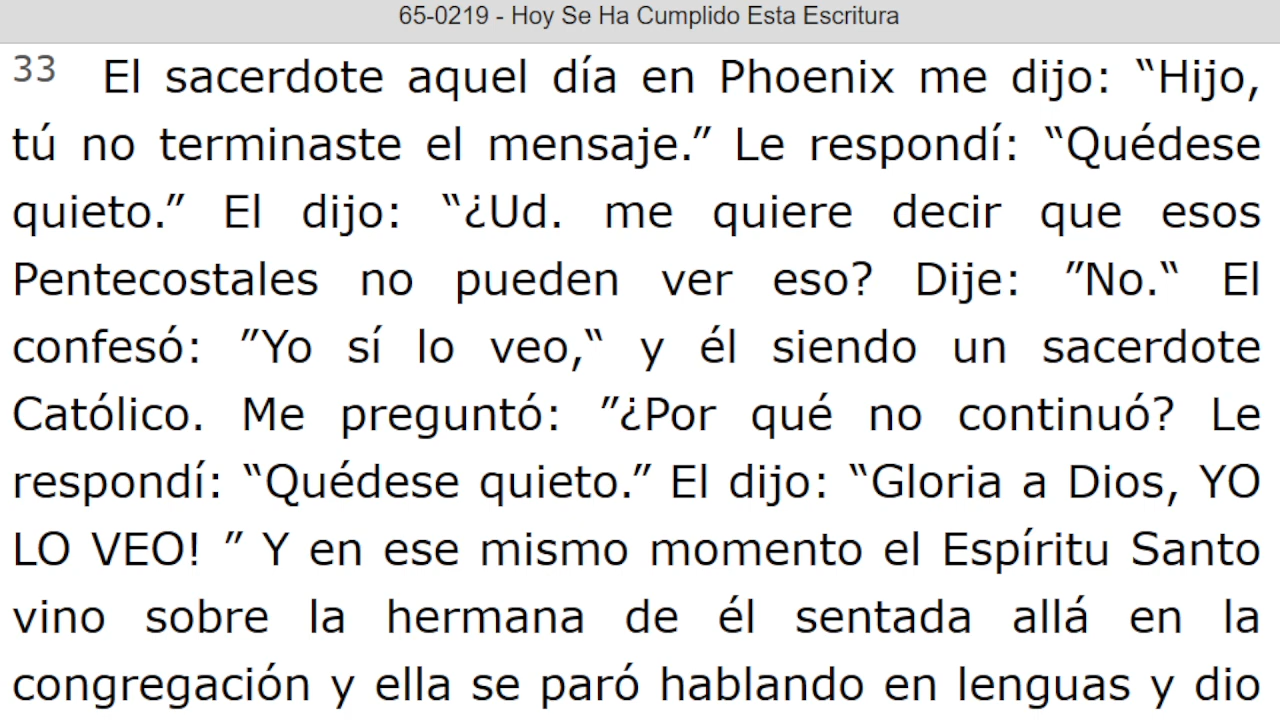 65-0219 - Hoy Se Ha Cumplido Esta Escritura
33 El sacerdote aquel día en Phoenix me dijo: “Hijo,
tú no terminaste el mensaje.” Le respondí: “Quédese
quieto.” El dijo: “¿Ud. me quiere decir que esos
Pentecostales no pueden ver eso? Dije: ”No.“ El
confesó: ”Yo sí lo veo,“ y él siendo un sacerdote
Católico. Me preguntó: ”¿Por qué no continuó? Le
respondí: “Quédese quieto.” El dijo: “Gloria a Dios, YO
LO VEO! ” Y en ese mismo momento el Espíritu Santo
vino sobre la hermana de él sentada allá en la
congregación y ella se paró hablando en lenguas y dio